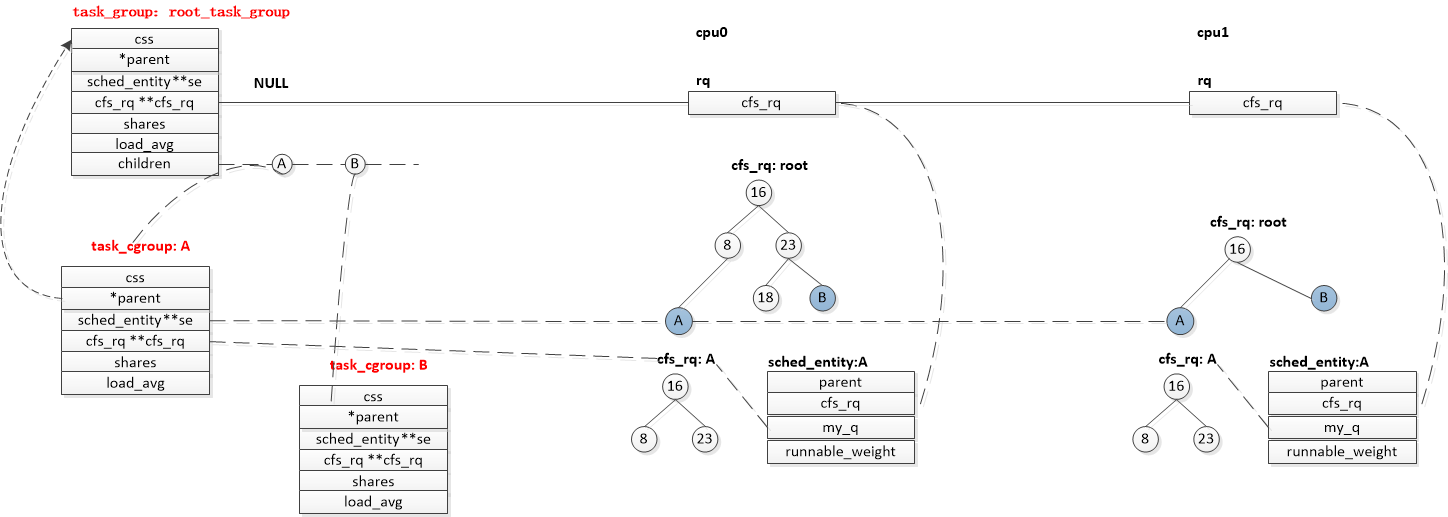 task_group: root_task_group
css
*parent
sched_entity**se
cfs_rq **cfs_rq
shares
load_avg
children
NULL
A
B
cpu0
rq
cfs_rq
cpu1
rq
cfs_rq
cfs_rq: root
16
8
23
18
B
A
cfs_rq: root
16
B
A
task_cgroup: A
css
*parent
sched_entity**se
cfs_rq **cfs_rq
shares
load_avg
task_cgroup: B
css
*parent
sched_entity**se
cfs_rq **cfs_rq
shares
load_avg
cfs_rq: A
16
8
23
sched_entity:A
parent
cfs_rq
my_q
runnable_weight
cfs_rq: A
16
8
23
sched_entity:A
parent
cfs_rq
my_q
runnable_weight